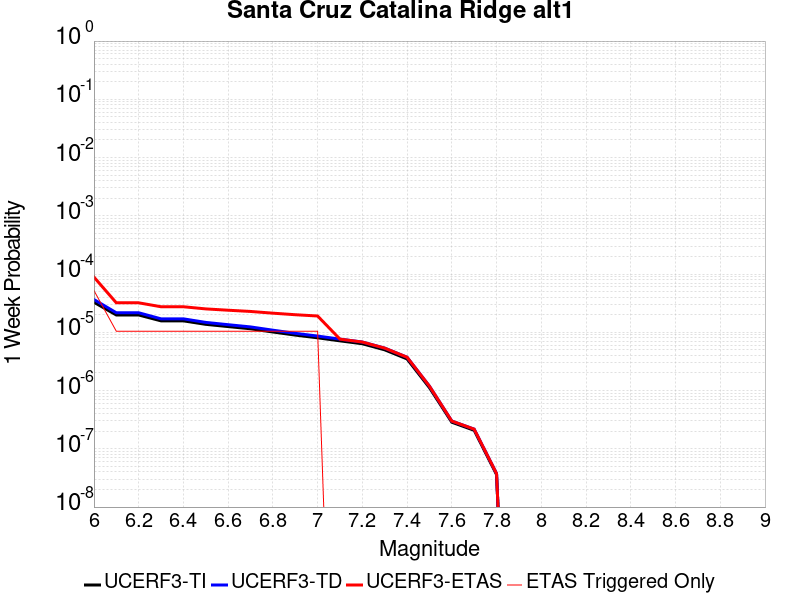 Santa Cruz Catalina Ridge alt1
10^0
10^-1
10^-2
10^-3
10^-4
10^-5
10^-6
10^-7
10^-8
1 Week Probability
6 6.2 6.4 6.6 6.8 7 7.2 7.4 7.6 7.8 8 8.2 8.4 8.6 8.8 9
Magnitude
UCERF3-TI UCERF3-TD UCERF3-ETAS ETAS Triggered Only